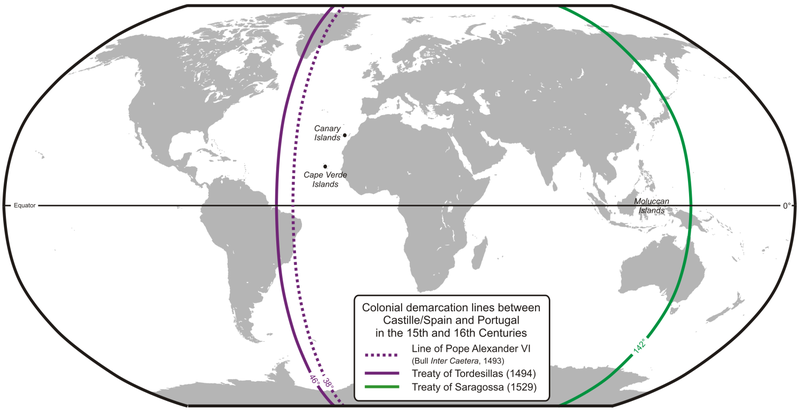 Canary
Islands
Cape Verde
Islands
Equator
Moluccan
Islands
0°
Colonial demarcation lines between
Castille/Spain and Portugal
in the 15th and 16th Centuries
Line of Pope Alexander VI
(Bull Inter Caetera, 1493)
Treaty of Tordesillas (1494)
Treaty of Saragossa (1529)
142°
46°
38°